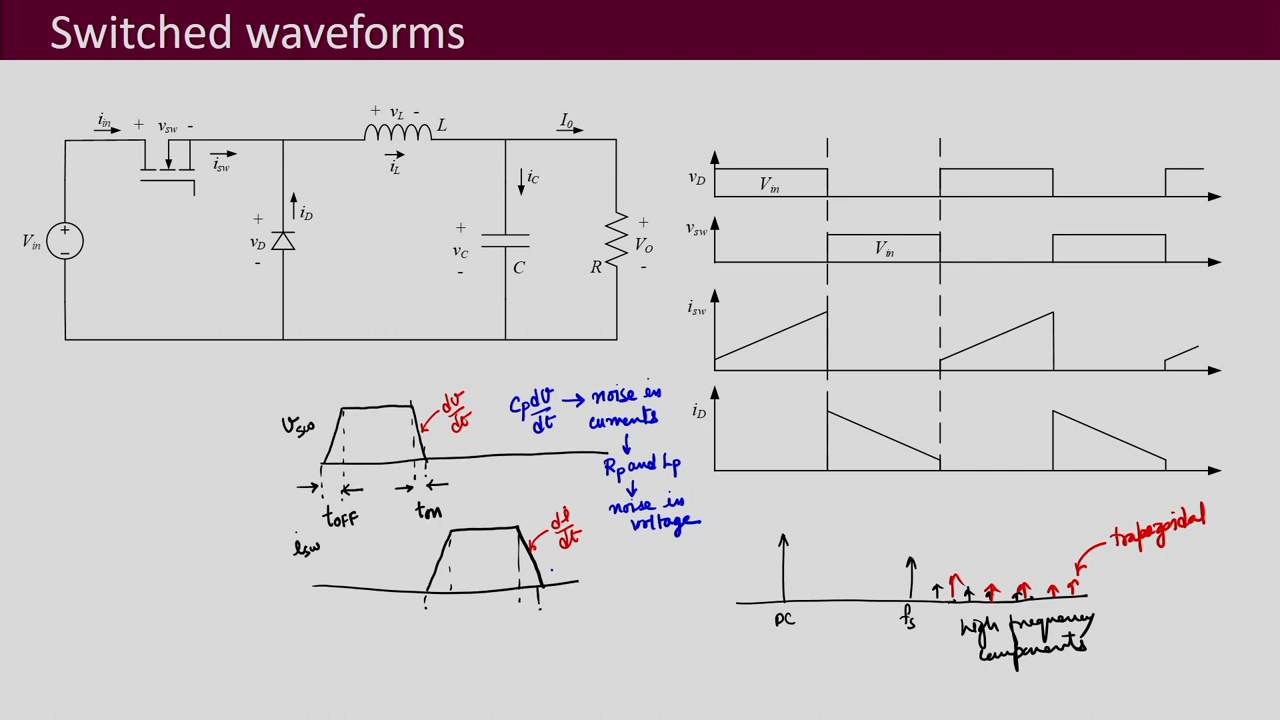 Switched waveforms
i_in + v_sw -
i_sw
+ v_L - L
i_L
I_0
i_C
i_D
V_in + -
+ v_D -
+ v_C - C
R + V_O -
v_D V_in
v_sw V_in
i_sw
i_D
v_sw
dv/dt
t_OFF t_ON
i_sw
di/dt
C_p dv/dt → noise in
currents
↓
R_p and L_p
↓
noise in
voltage
trapezoidal
DC f_s
high frequency
components